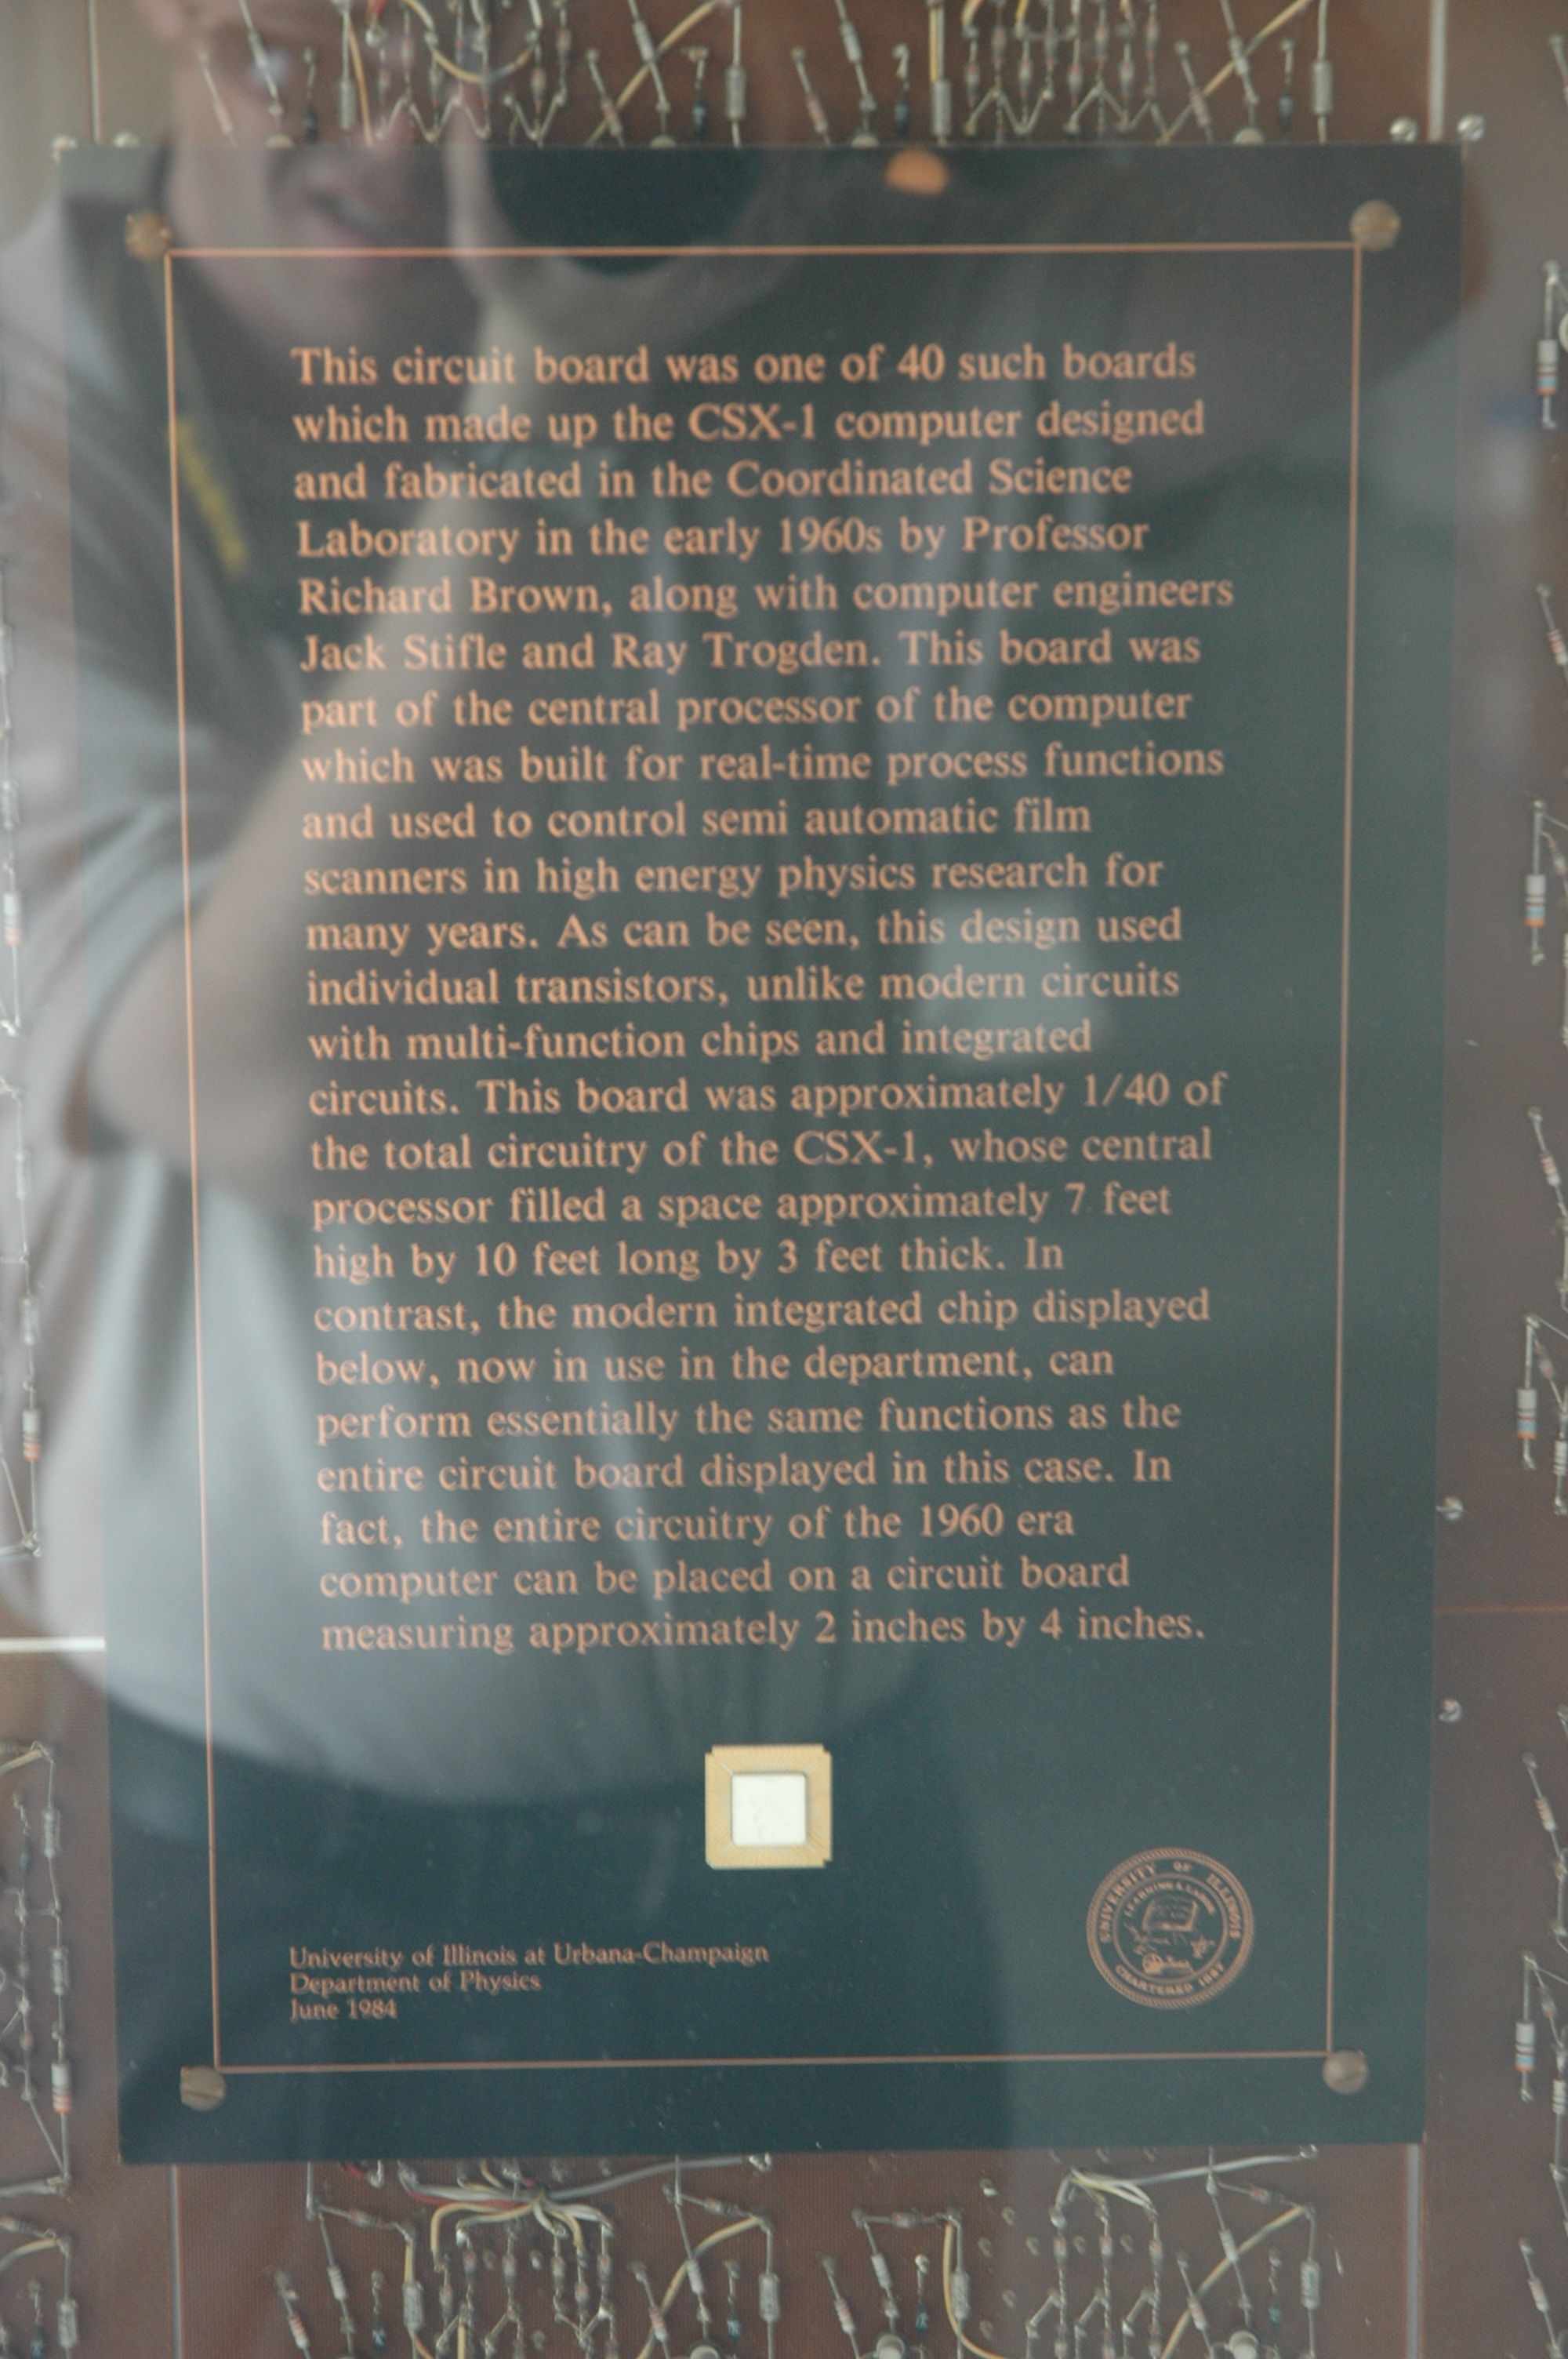 This circuit board was one of 40 such boards
which made up the CSX-1 computer designed
and fabricated in the Coordinated Science
Laboratory in the early 1960s by Professor
Richard Brown, along with computer engineers
Jack Stifle and Ray Trogden. This board was
part of the central processor of the computer
which was built for real-time process functions
and used to control semi automatic film
scanners in high energy physics research for
many years. As can be seen, this design used
individual transistors, unlike modern circuits
with multi-function chips and integrated
circuits. This board was approximately 1/40 of
the total circuitry of the CSX-1, whose central
processor filled a space approximately 7 feet
high by 10 feet long by 3 feet thick. In
contrast, the modern integrated chip displayed
below, now in use in the department, can
perform essentially the same functions as the
entire circuit board displayed in this case. In
fact, the entire circuitry of the 1960 era
computer can be placed on a circuit board
measuring approximately 2 inches by 4 inches.
University of Illinois at Urbana-Champaign
Department of Physics
June 1984
UNIVERSITY OF ILLINOIS
LEARNING & LABOR
CHARTERED 1867